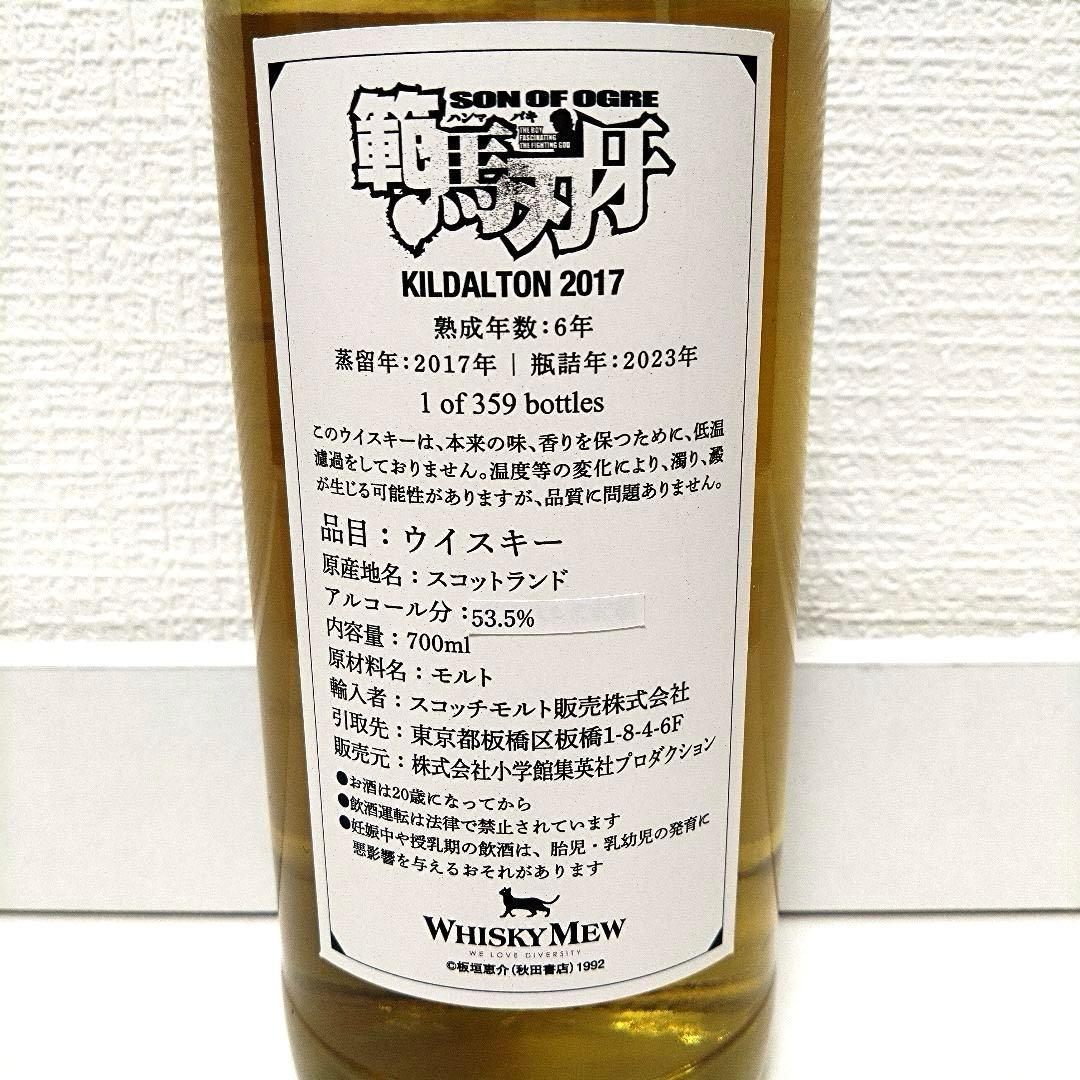 SON OF OGRE
ハンマ バキ
THE BOY
FASCINATING
THE FIGHTING GOD
範馬刃牙
KILDALTON 2017
熟成年数：6年
蒸留年：2017年 | 瓶詰年：2023年
1 of 359 bottles
このウイスキーは、本来の味、香りを保つために、低温
濾過をしておりません。温度等の変化により、濁り、澱
が生じる可能性がありますが、品質に問題ありません。
品目：ウイスキー
原産地名：スコットランド
アルコール分：53.5%
内容量：700ml
原材料名：モルト
輸入者：スコッチモルト販売株式会社
引取先：東京都板橋区板橋1-8-4-6F
販売元：株式会社小学館集英社プロダクション
●お酒は20歳になってから
●飲酒運転は法律で禁止されています
●妊娠中や授乳期の飲酒は、胎児・乳幼児の発育に
悪影響を与えるおそれがあります
WHISKY MEW
WE LOVE DIVERSITY
©板垣恵介（秋田書店）1992